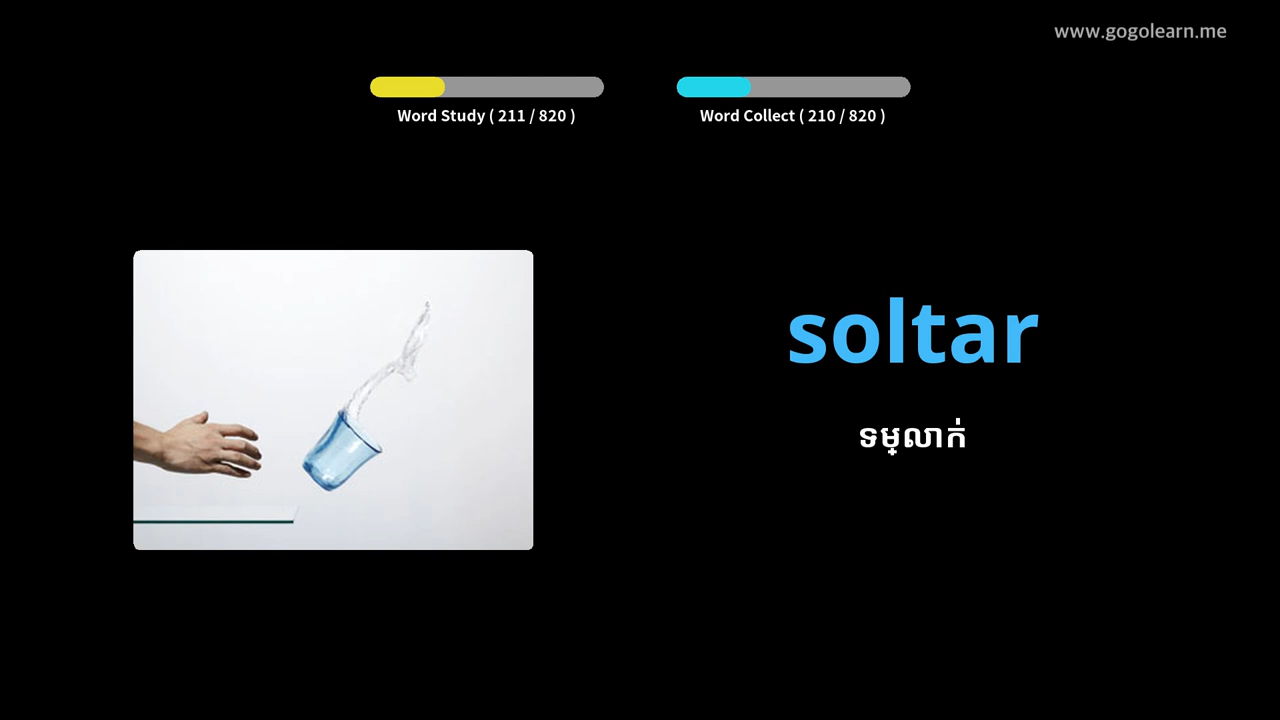 www.gogolearn.me
Word Study ( 211 / 820 )
Word Collect ( 210 / 820 )
soltar
ទម្លាក់